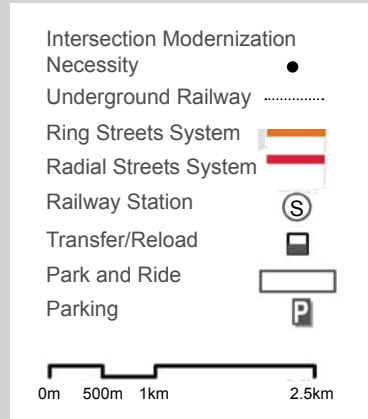 Intersection Modernization
Necessity
Underground Railway
Ring Streets System
Radial Streets System
Railway Station S
Transfer/Reload
Park and Ride
Parking P
0m 500m 1km 2.5km